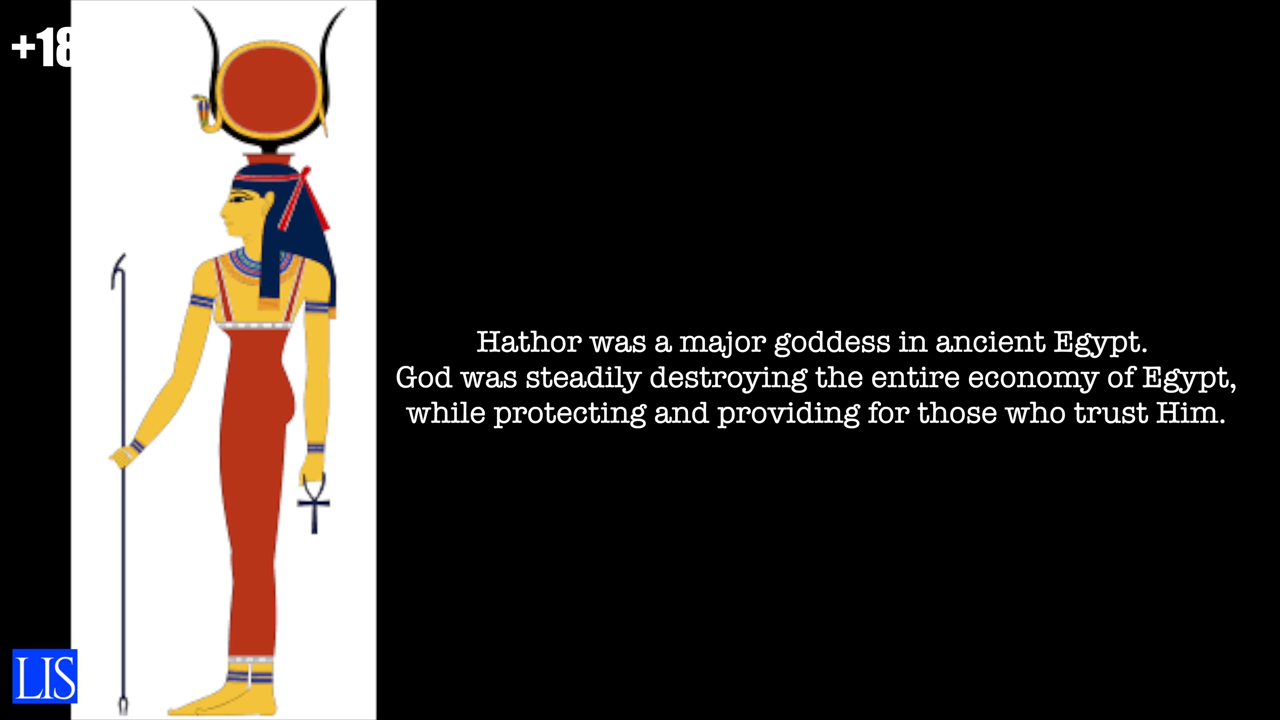 +18
Hathor was a major goddess in ancient Egypt.
God was steadily destroying the entire economy of Egypt,
while protecting and providing for those who trust Him.
LIS